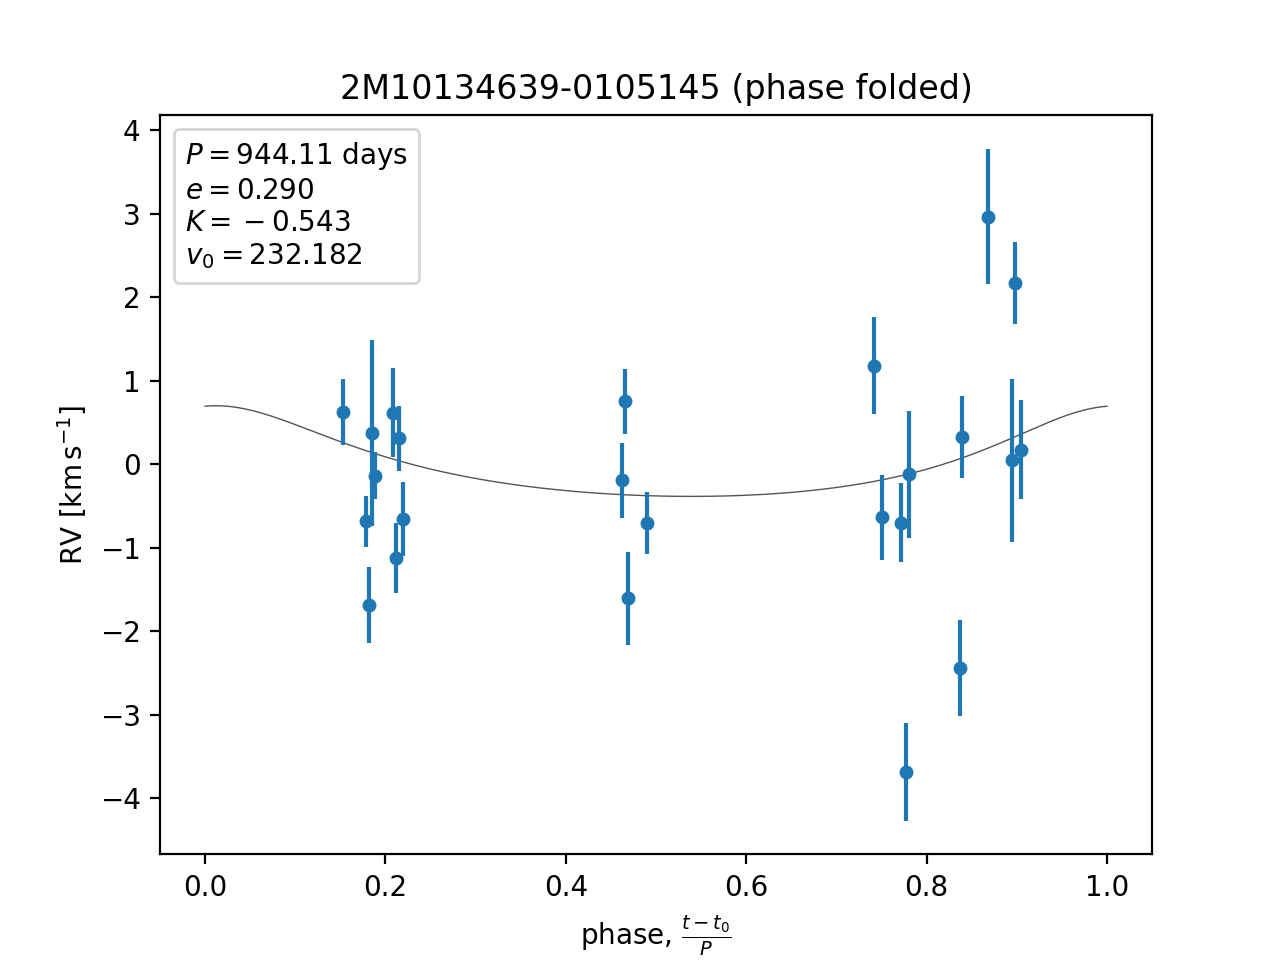 2M10134639-0105145 (phase folded)
P = 944.11 days
e = 0.290
K = −0.543
v₀ = 232.182
RV [km s⁻¹]
4
3
2
1
0
−1
−2
−3
−4
0.0 0.2 0.4 0.6 0.8 1.0
phase, (t − t₀)/P